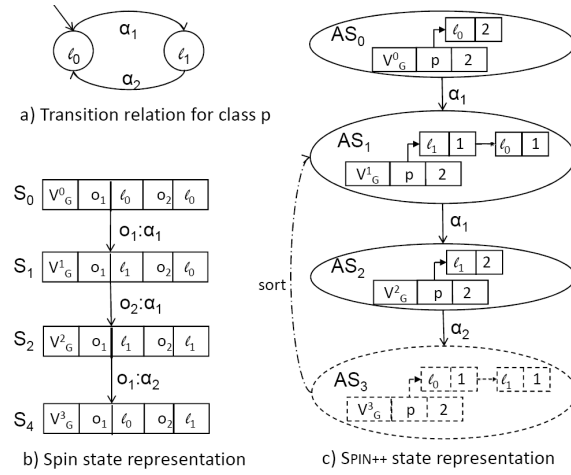 α₁
ℓ₀ ℓ₁
α₂
a) Transition relation for class p
S₀ V⁰G o₁ ℓ₀ o₂ ℓ₀
o₁:α₁
S₁ V¹G o₁ ℓ₁ o₂ ℓ₀
o₂:α₁
S₂ V²G o₁ ℓ₁ o₂ ℓ₁
o₁:α₂
S₄ V³G o₁ ℓ₀ o₂ ℓ₁
b) Spin state representation
AS₀ ℓ₀ 2
V⁰G p 2
α₁
AS₁ ℓ₁ 1 ℓ₀ 1
V¹G p 2
α₁
AS₂ ℓ₁ 2
V²G p 2
sort
α₂
AS₃ ℓ₀ 1 ℓ₁ 1
V³G p 2
c) SPIN++ state representation